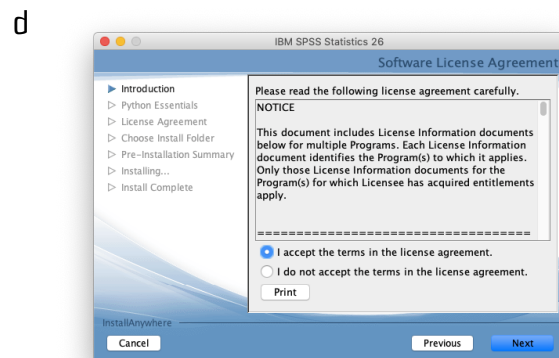 d
IBM SPSS Statistics 26
Software License Agreement
Introduction
Python Essentials
License Agreement
Choose Install Folder
Pre-Installation Summary
Installing...
Install Complete
Please read the following license agreement carefully.
NOTICE
This document includes License Information documents
below for multiple Programs. Each License Information
document identifies the Program(s) to which it applies.
Only those License Information documents for the
Program(s) for which Licensee has acquired entitlements
apply.
==================================
I accept the terms in the license agreement.
I do not accept the terms in the license agreement.
Print
InstallAnywhere
Cancel
Previous
Next